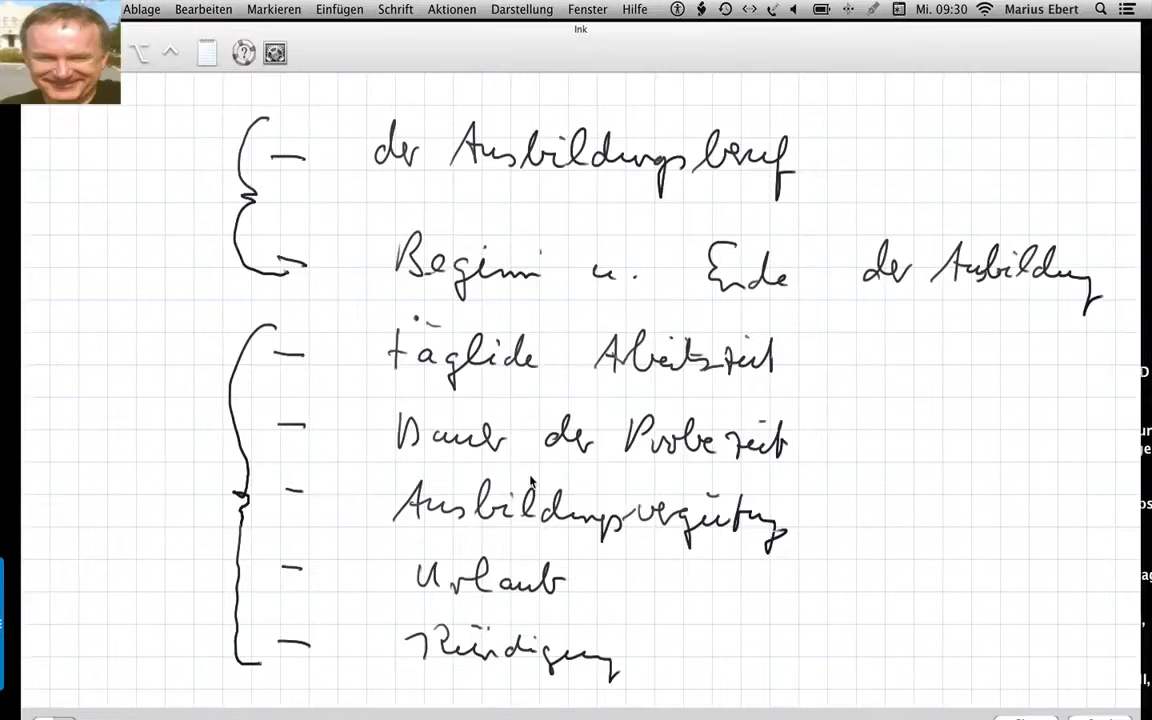 Ablage Bearbeiten Markieren Einfügen Schrift Aktionen Darstellung Fenster Hilfe Mi. 09:30 Marius Ebert
Ink
– der Ausbildungsberuf
– Beginn u. Ende der Ausbildung
– tägliche Arbeitszeit
– Dauer der Probezeit
– Ausbildungsvergütung
– Urlaub
– Kündigung